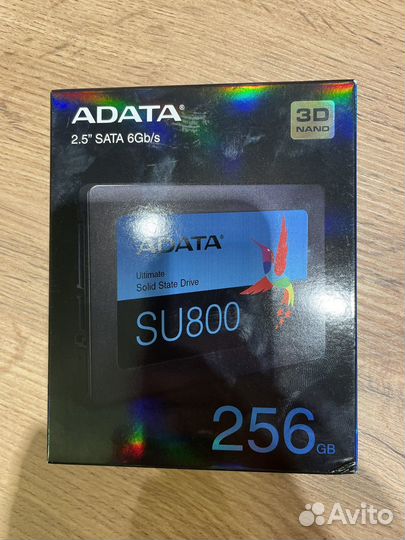 ADATA®
2.5" SATA 6Gb/s
3D
NAND
ADATA
Ultimate
Solid State Drive
SU800
256 GB
Avito